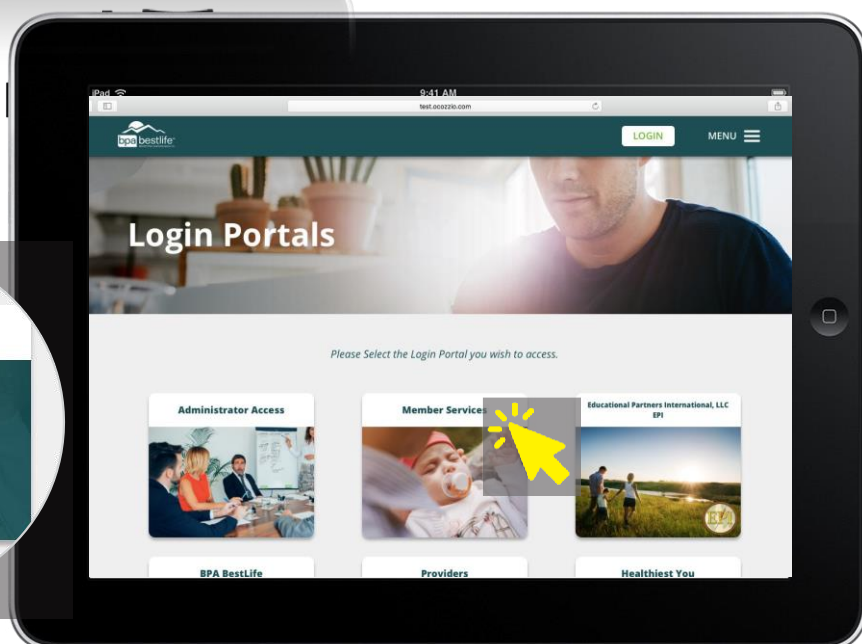 iPad
9:41 AM
test.ocozzio.com
bpa bestlife
LOGIN
MENU
Login Portals
Please Select the Login Portal you wish to access.
Administrator Access
Member Services
Educational Partners International, LLC
EPI
EPI
BPA BestLife
Providers
Healthiest You